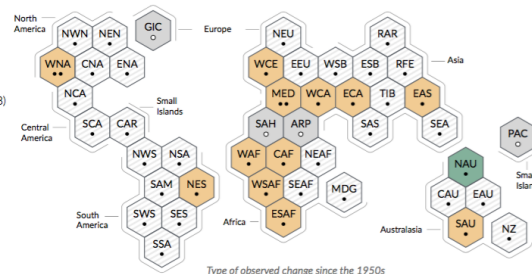 North
America
GIC
Europe
NWN NEN
NEU
RAR
WNA CNA ENA
WCE EEU WSB ESB RFE
Asia
NCA
MED WCA ECA TIB EAS
Small
Islands
Central
America
SCA CAR
SAH ARP
SAS
SEA
PAC
NWS NSA
WAF CAF NEAF
NAU
SAM NES
WSAF SEAF MDG
CAU EAU
South
America
SWS SES
Africa
ESAF
Australasia
SAU NZ
SSA
Type of observed change since the 1950s